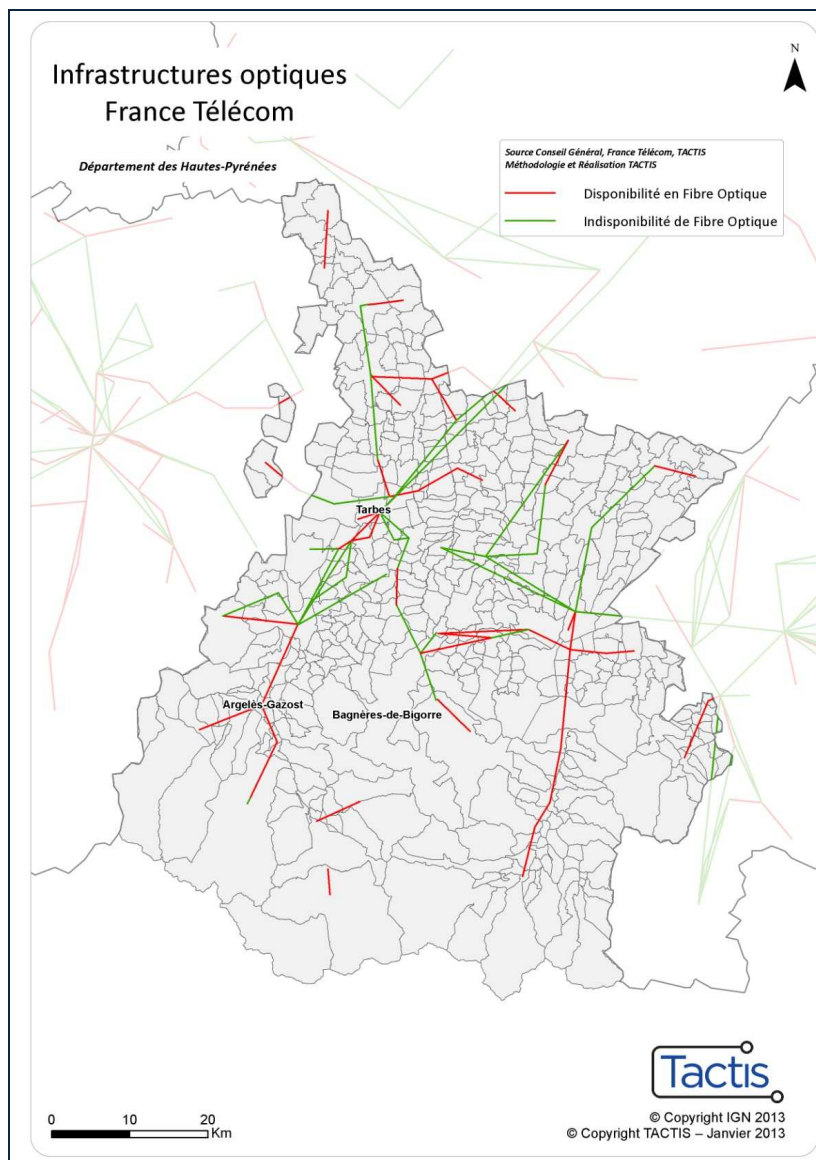 Infrastructures optiques
France Télécom
N
Département des Hautes-Pyrénées
Source Conseil Général, France Télécom, TACTIS
Méthodologie et Réalisation TACTIS
Disponibilité en Fibre Optique
Indisponibilité de Fibre Optique
Tarbes
Argelès-Gazost
Bagnères-de-Bigorre
Tactis
0 10 20
Km
© Copyright IGN 2013
© Copyright TACTIS – Janvier 2013